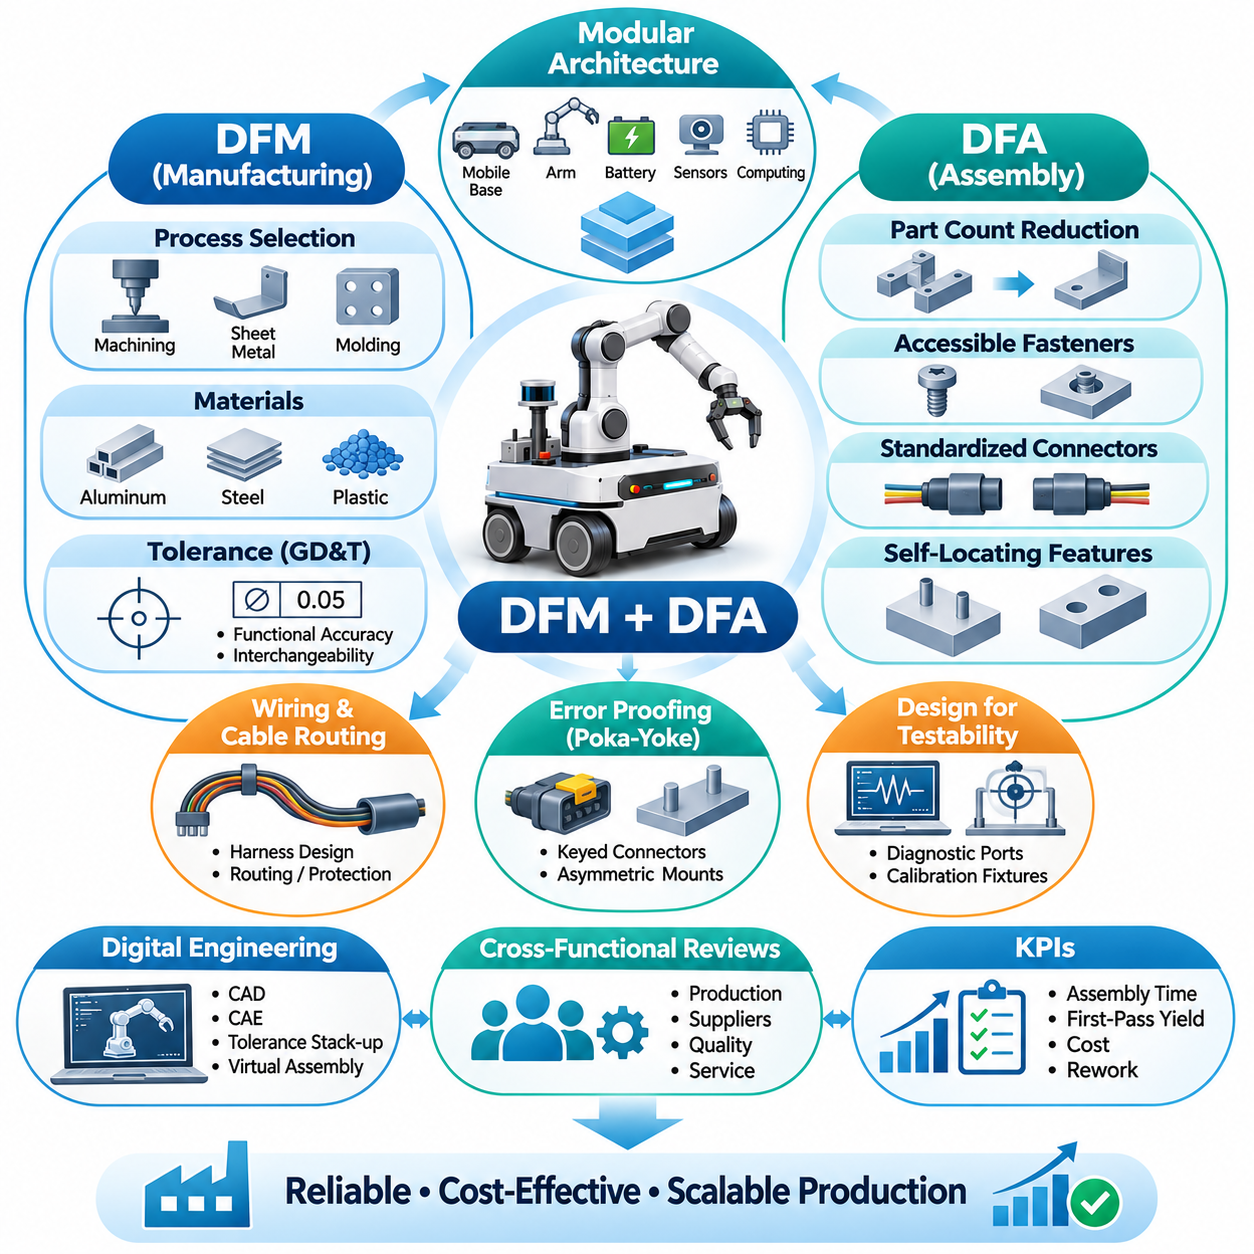 Modular
Architecture
Mobile
Base
Arm
Battery
Sensors
Computing
DFM
(Manufacturing)
Process Selection
Machining
Sheet
Metal
Molding
Materials
Aluminum
Steel
Plastic
Tolerance (GD&T)
⌀ 0.05
• Functional Accuracy
• Interchangeability
DFA
(Assembly)
Part Count Reduction
Accessible Fasteners
Standardized Connectors
Self-Locating Features
DFM + DFA
Wiring &
Cable Routing
• Harness Design
• Routing / Protection
Error Proofing
(Poka-Yoke)
• Keyed Connectors
• Asymmetric Mounts
Design for
Testability
• Diagnostic Ports
• Calibration Fixtures
Digital Engineering
• CAD
• CAE
• Tolerance Stack-up
• Virtual Assembly
Cross-Functional Reviews
• Production
• Suppliers
• Quality
• Service
KPIs
• Assembly Time
• First-Pass Yield
• Cost
• Rework
Reliable • Cost-Effective • Scalable Production